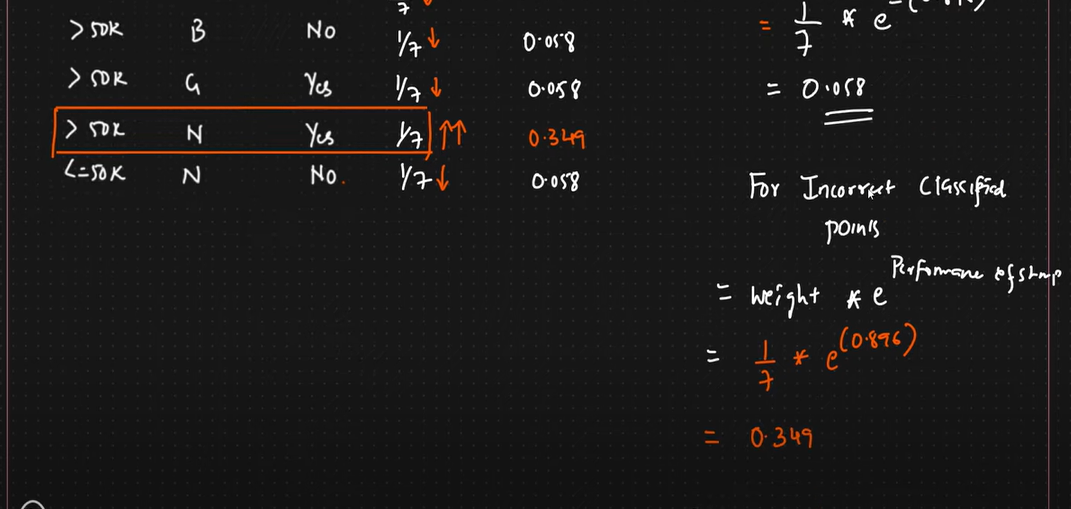 7
> 50K B No 1/7 ↓ 0.058
> 50K G Yes 1/7 ↓ 0.058
> 50K N Yes 1/7 ↑↑ 0.349
<=50K N No. 1/7 ↓ 0.058
= 1/7 * e
= 0.058
For Incorrect Classified
points
= weight * e^Performance of stump
= 1/7 * e^(0.896)
= 0.349